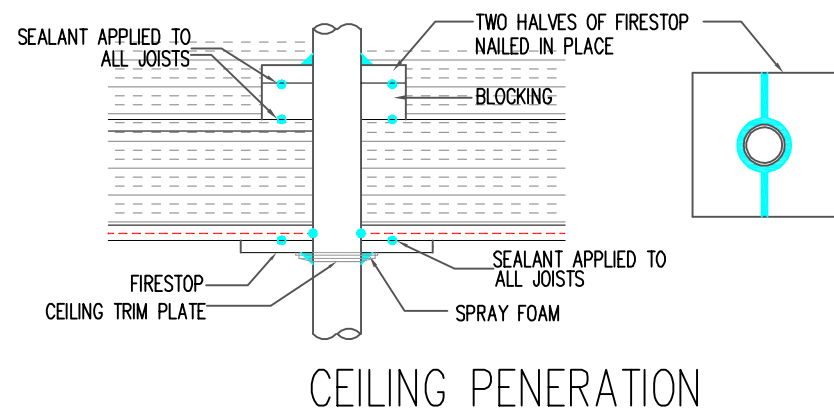 TWO HALVES OF FIRESTOP
NAILED IN PLACE
SEALANT APPLIED TO
ALL JOISTS
BLOCKING
SEALANT APPLIED TO
ALL JOISTS
FIRESTOP
CEILING TRIM PLATE
SPRAY FOAM
CEILING PENERATION